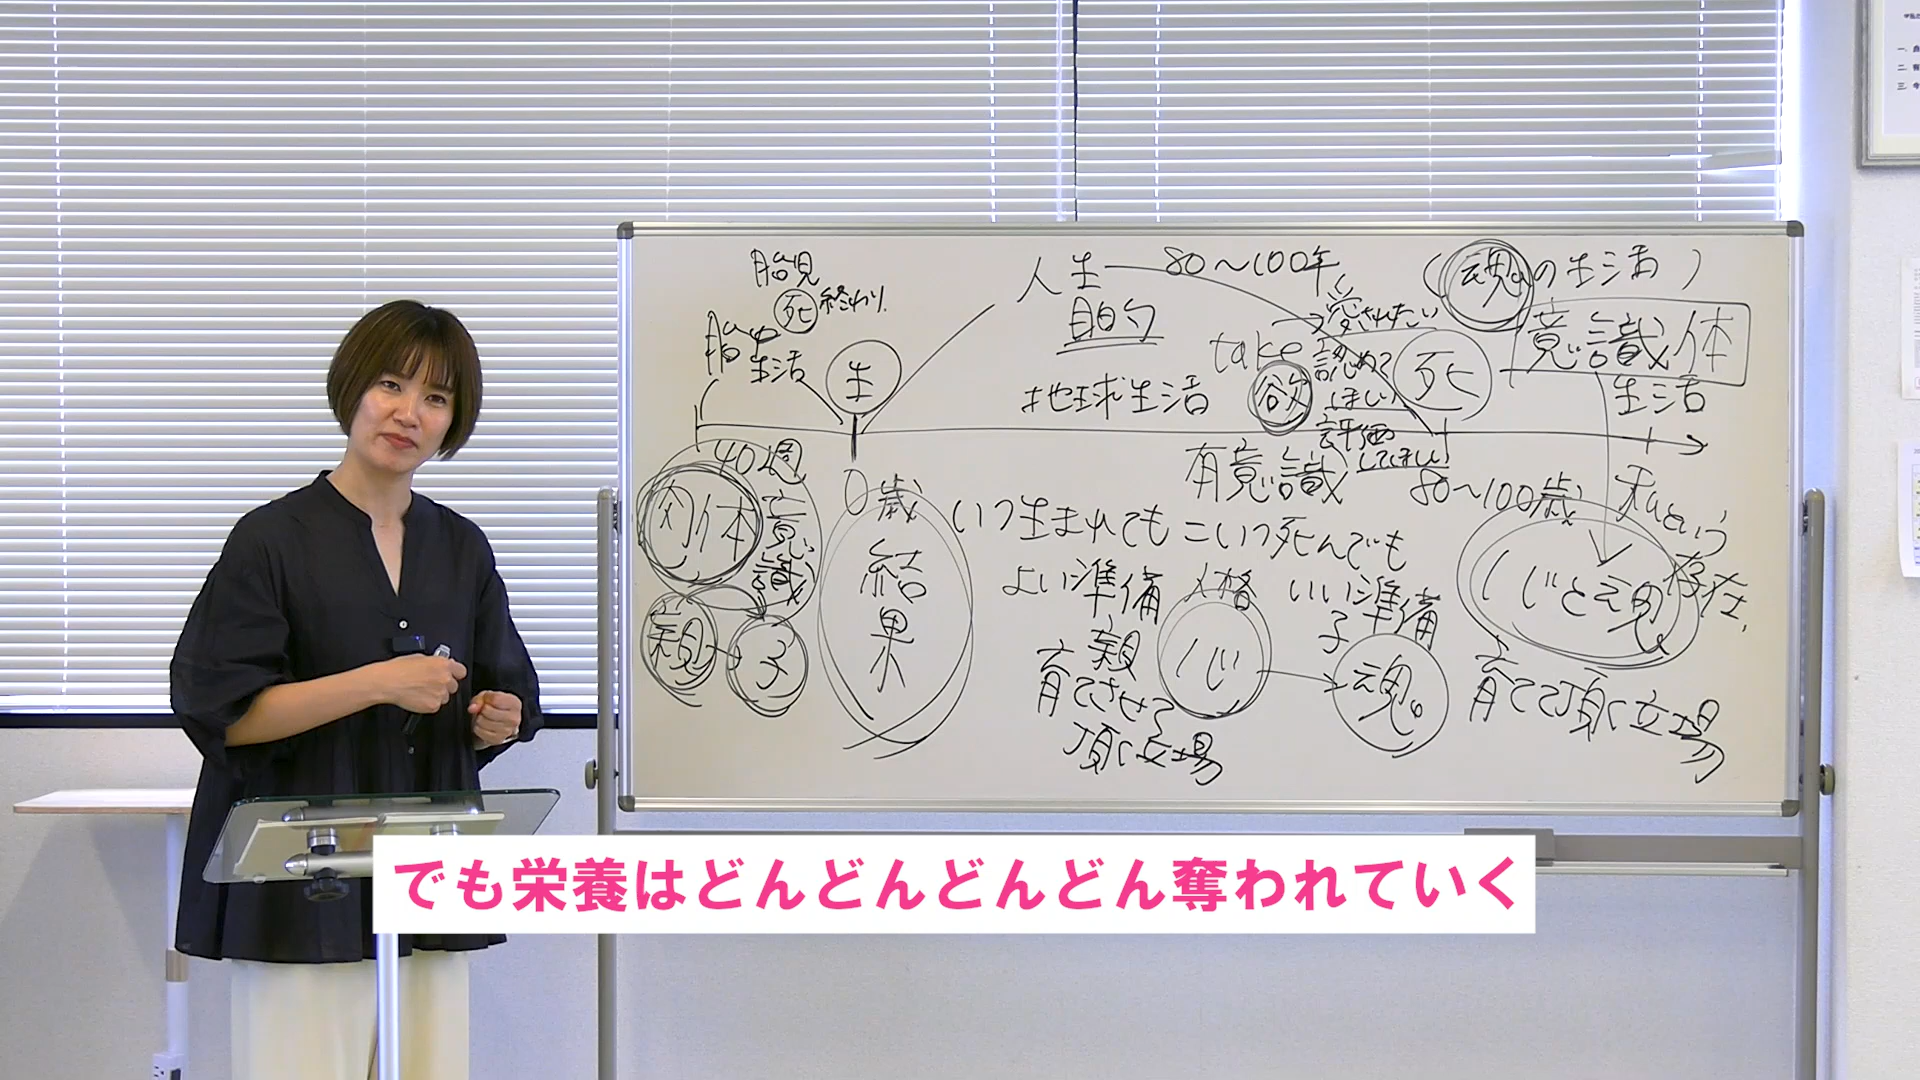 胎児
死 終わり
胎中
生活
生
40週
肉体
で意識
親
子
0歳
結果
人生 80〜100年
目的
地球生活
take
欲
愛されたい
認めて
ほしい
評価
してほしい
死
有意識
80〜100歳
いつ生まれても
よい準備
親
育てさせて
頂く立場
人格
心
いつ死んでも
いい準備
子
魂
(魂の生活)
意識体
生活
私という
存在
心と魂
育てて頂く立場
でも栄養はどんどんどんどん奪われていく